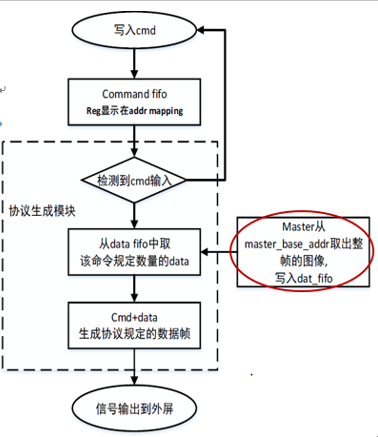 写入cmd
Command fifo
Reg显示在addr mapping
检测到cmd输入
协议生成模块
从data fifo中取
该命令规定数量的data
Master从
master_base_addr取出整
帧的图像,
写入dat_fifo
Cmd+data
生成协议规定的数据帧
信号输出到外屏